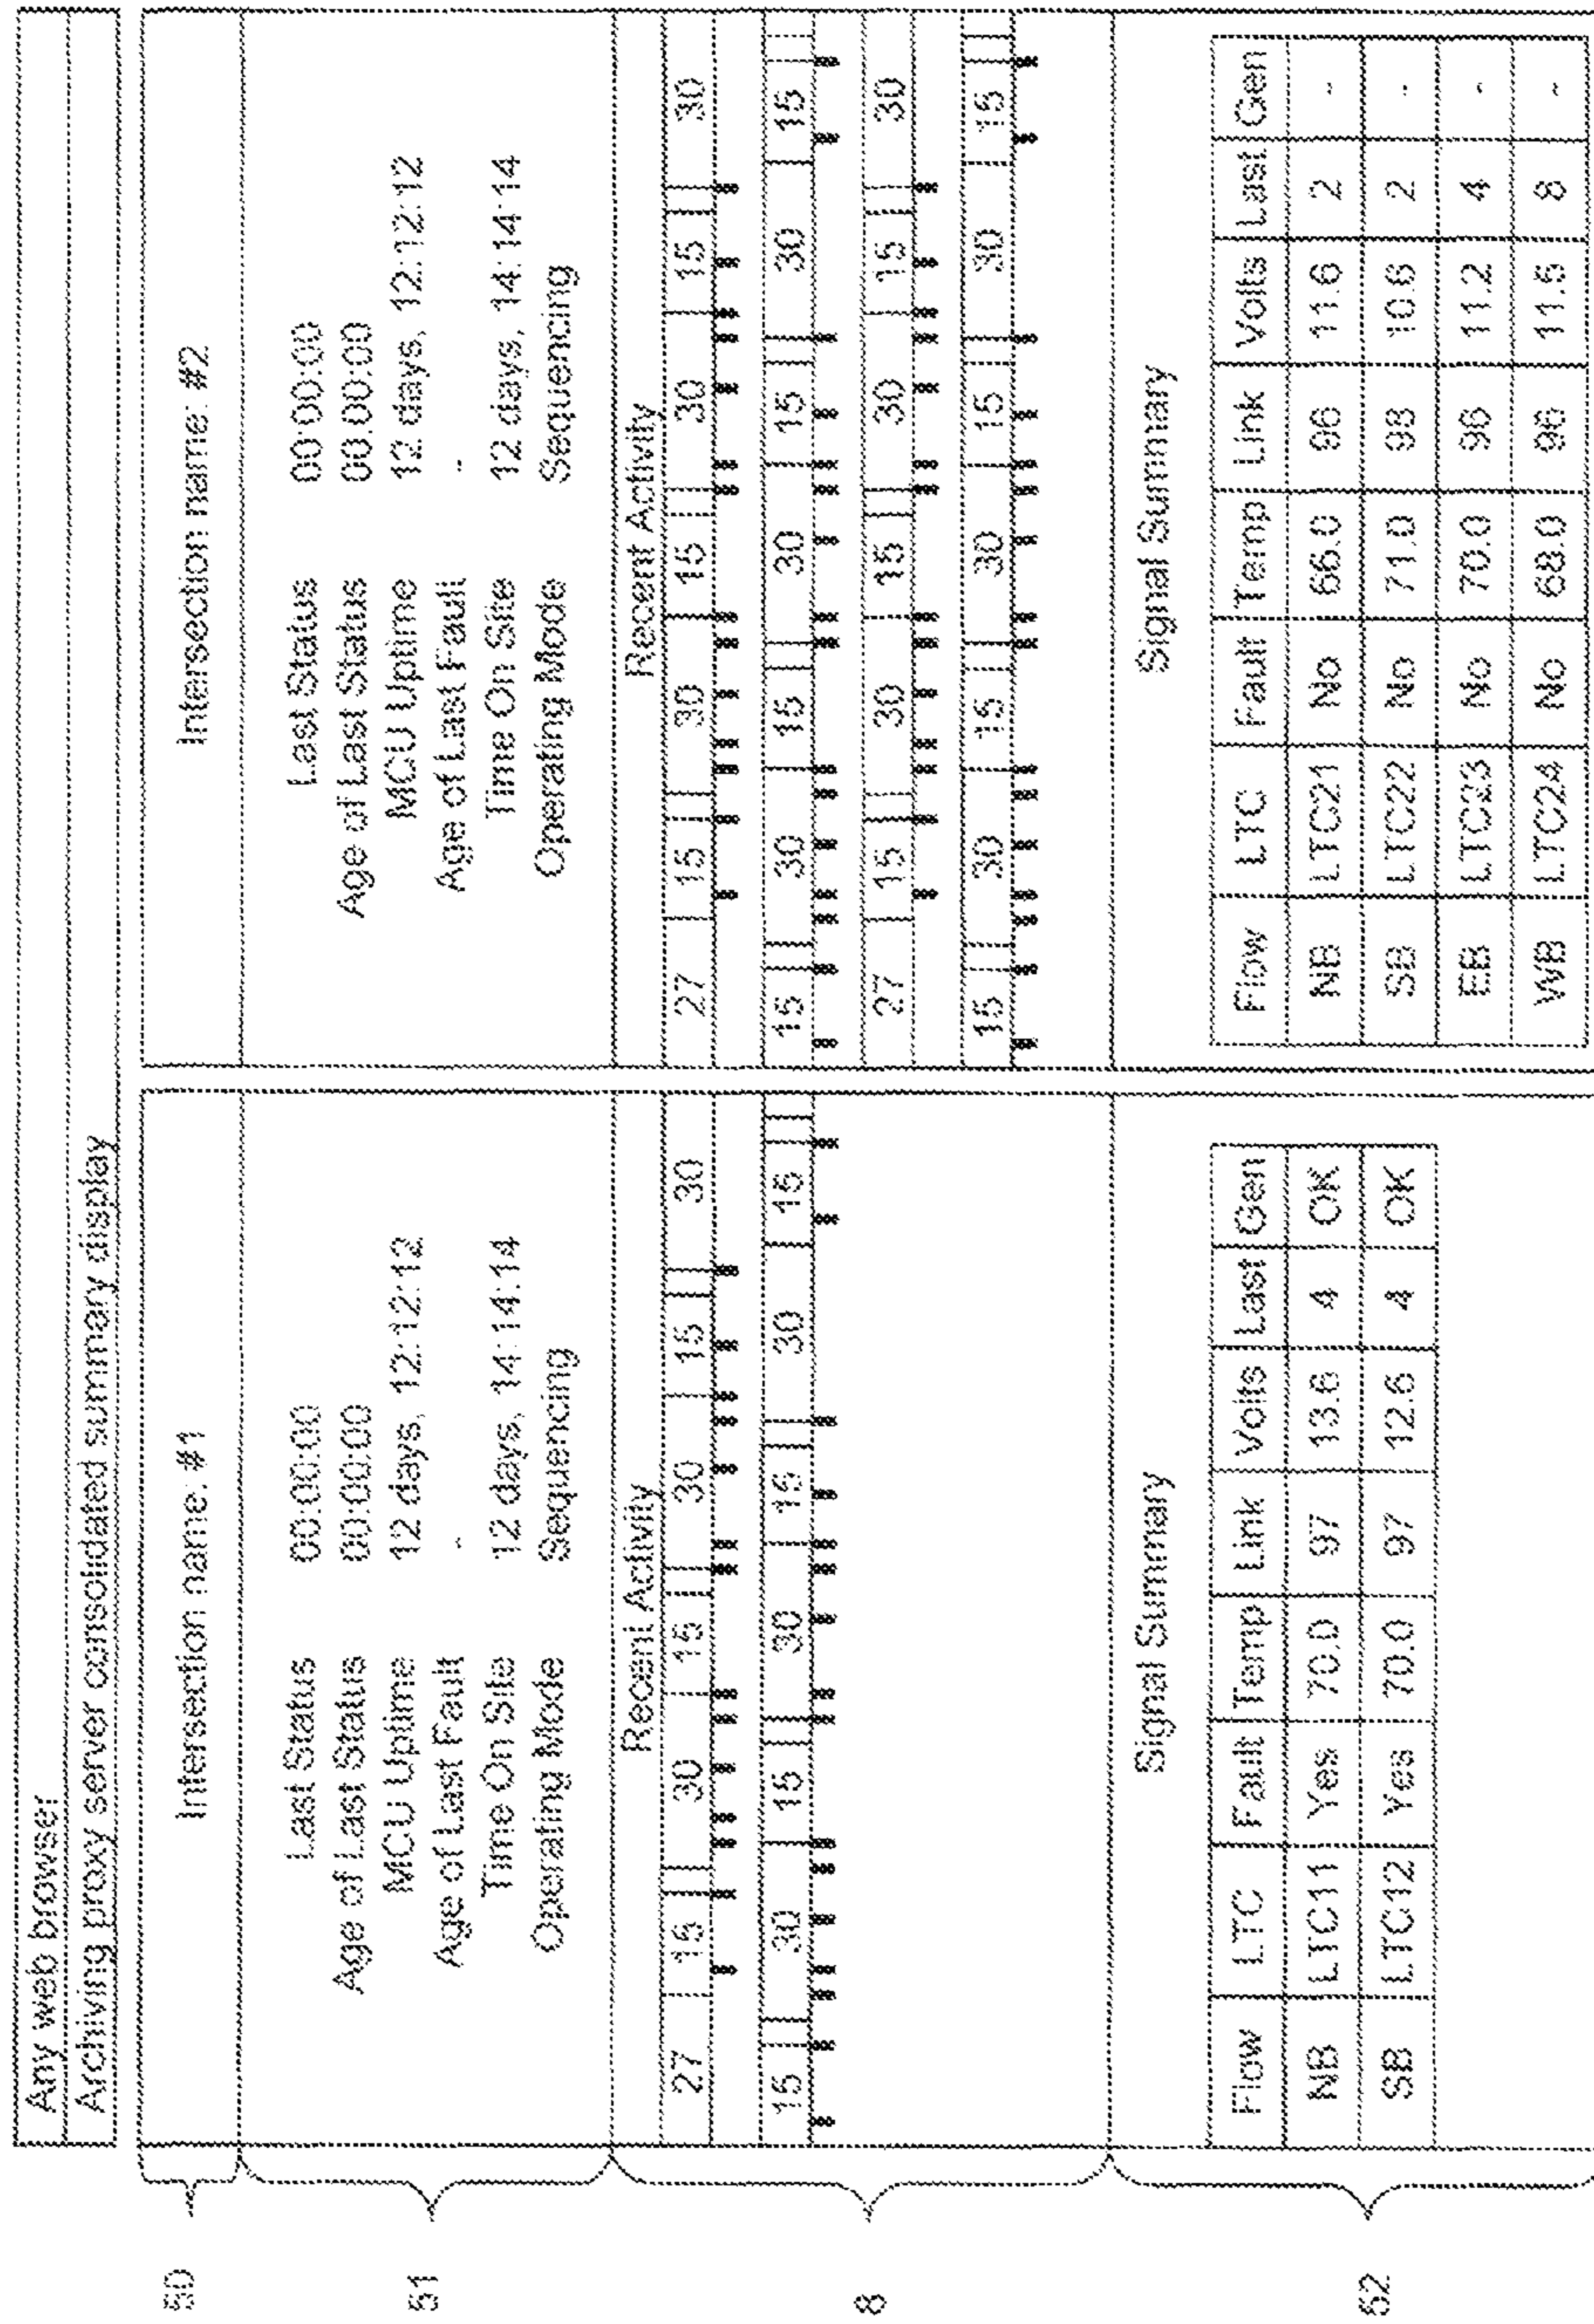 Any web browser
Archiving proxy server consolidated summary display
50
Intersection name: #1
Intersection name: #2
51
Last Status 00:00:00
Age of Last Status 00:00:00
MCU Uptime 12 days, 12:12:12
Age of Last Fault -
Time On Site 12 days, 14:14:14
Operating Mode Sequencing
Last Status 00:00:00
Age of Last Status 00:00:00
MCU Uptime 12 days, 12:12:12
Age of Last Fault -
Time On Site 12 days, 14:14:14
Operating Mode Sequencing
8
Recent Activity
27 15 30 15 30 15 30
15 30 15 30 15 30 15
Recent Activity
27 15 30 15 30 15 30
15 30 15 30 15 30 15
27 15 30 15 30 15 30
15 30 15 30 15 30 15
52
Signal Summary
Flow LTC Fault Temp Link Volts Last Gen
NB LTC11 Yes 70.0 97 13.6 4 OK
SB LTC12 Yes 70.0 97 12.6 4 OK
Signal Summary
Flow LTC Fault Temp Link Volts Last Gen
NB LTC21 No 66.0 96 11.6 2 -
SB LTC22 No 71.0 98 10.6 2 -
EB LTC23 No 70.0 96 11.2 4 -
WB LTC24 No 68.0 96 11.5 8 -